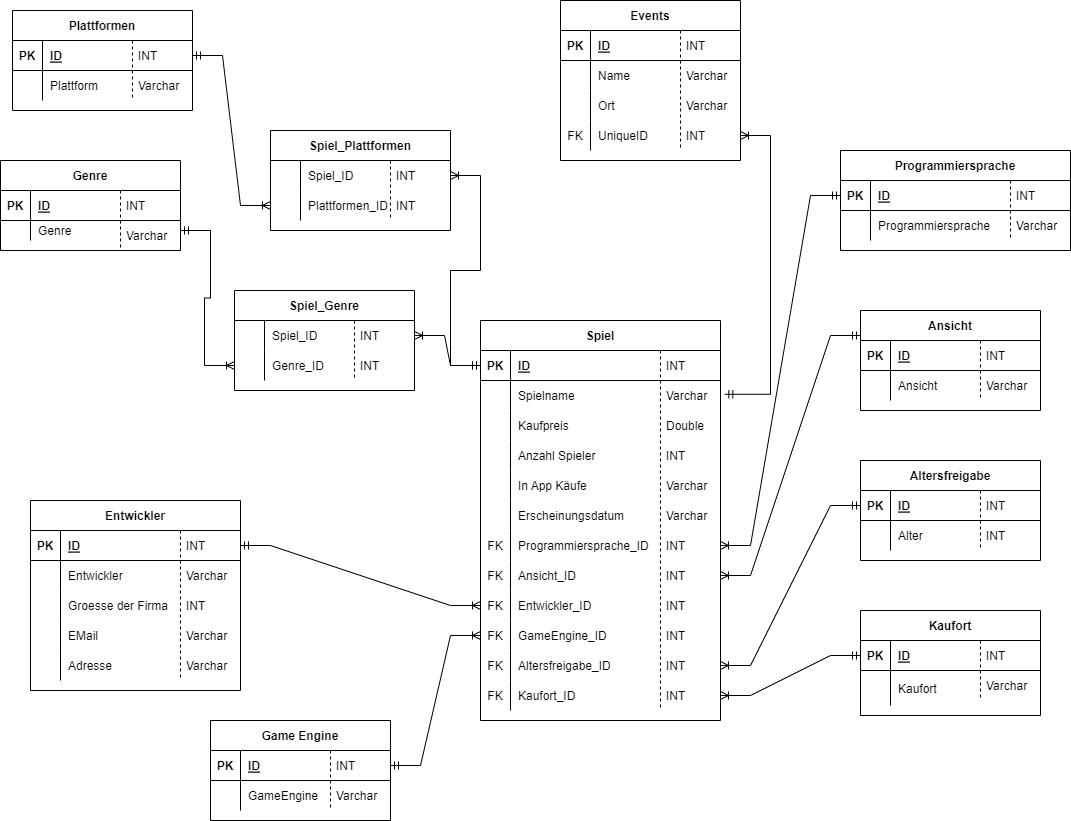 Plattformen
PK ID INT
Plattform Varchar
Events
PK ID INT
Name Varchar
Ort Varchar
FK UniqueID INT
Spiel_Plattformen
Spiel_ID INT
Plattformen_ID INT
Programmiersprache
PK ID INT
Programmiersprache Varchar
Genre
PK ID INT
Genre Varchar
Spiel_Genre
Spiel_ID INT
Genre_ID INT
Spiel
PK ID INT
Spielname Varchar
Kaufpreis Double
Anzahl Spieler INT
In App Käufe Varchar
Erscheinungsdatum Varchar
FK Programmiersprache_ID INT
FK Ansicht_ID INT
FK Entwickler_ID INT
FK GameEngine_ID INT
FK Altersfreigabe_ID INT
FK Kaufort_ID INT
Ansicht
PK ID INT
Ansicht Varchar
Altersfreigabe
PK ID INT
Alter INT
Entwickler
PK ID INT
Entwickler Varchar
Groesse der Firma INT
EMail Varchar
Adresse Varchar
Kaufort
PK ID INT
Kaufort Varchar
Game Engine
PK ID INT
GameEngine Varchar